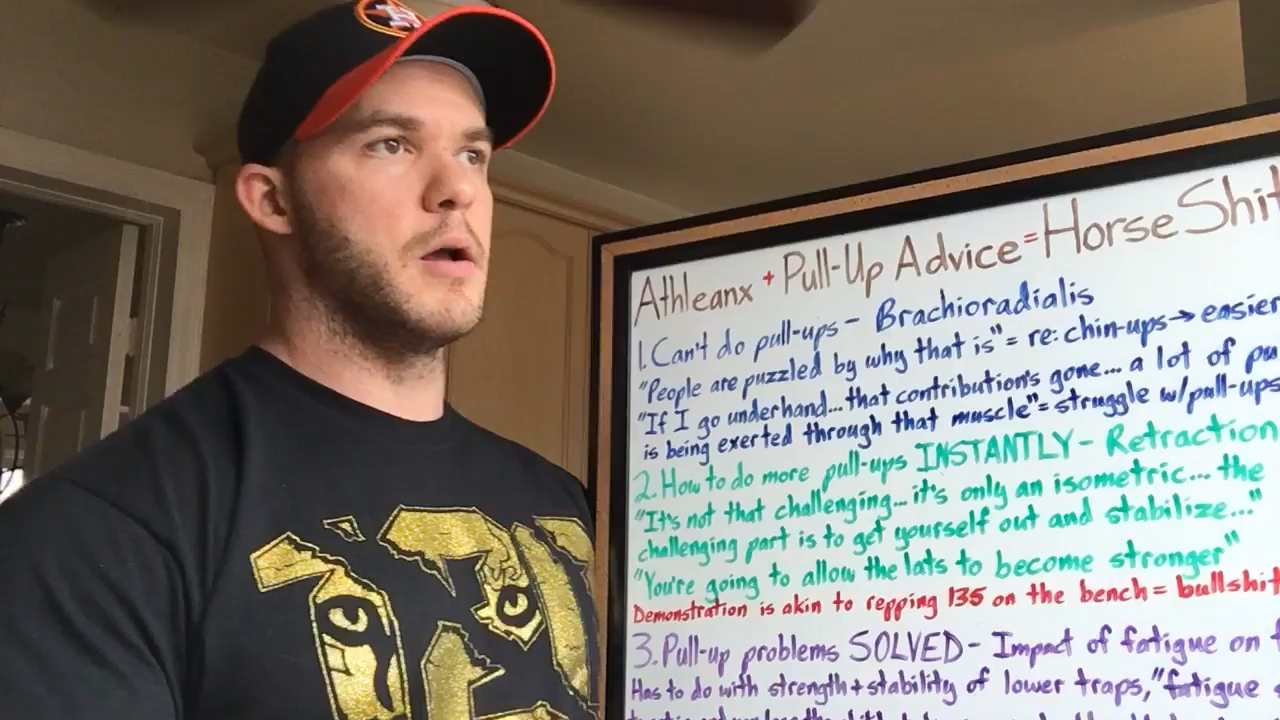 Athleanx + Pull-Up Advice = Horse Shit
1. Can't do pull-ups - Brachioradialis
"People are puzzled by why that is" = re: chin-ups → easier
"If I go underhand... that contribution's gone... a lot of pu
is being exerted through that muscle" = struggle w/pull-ups
2. How to do more pull-ups INSTANTLY - Retraction
"It's not that challenging... it's only an isometric... the
challenging part is to get yourself out and stabilize..."
"You're going to allow the lats to become stronger"
Demonstration is akin to repping 135 on the bench = bullshit
3. Pull-up problems SOLVED - Impact of fatigue on f
Has to do with strength + stability of lower traps, "fatigue